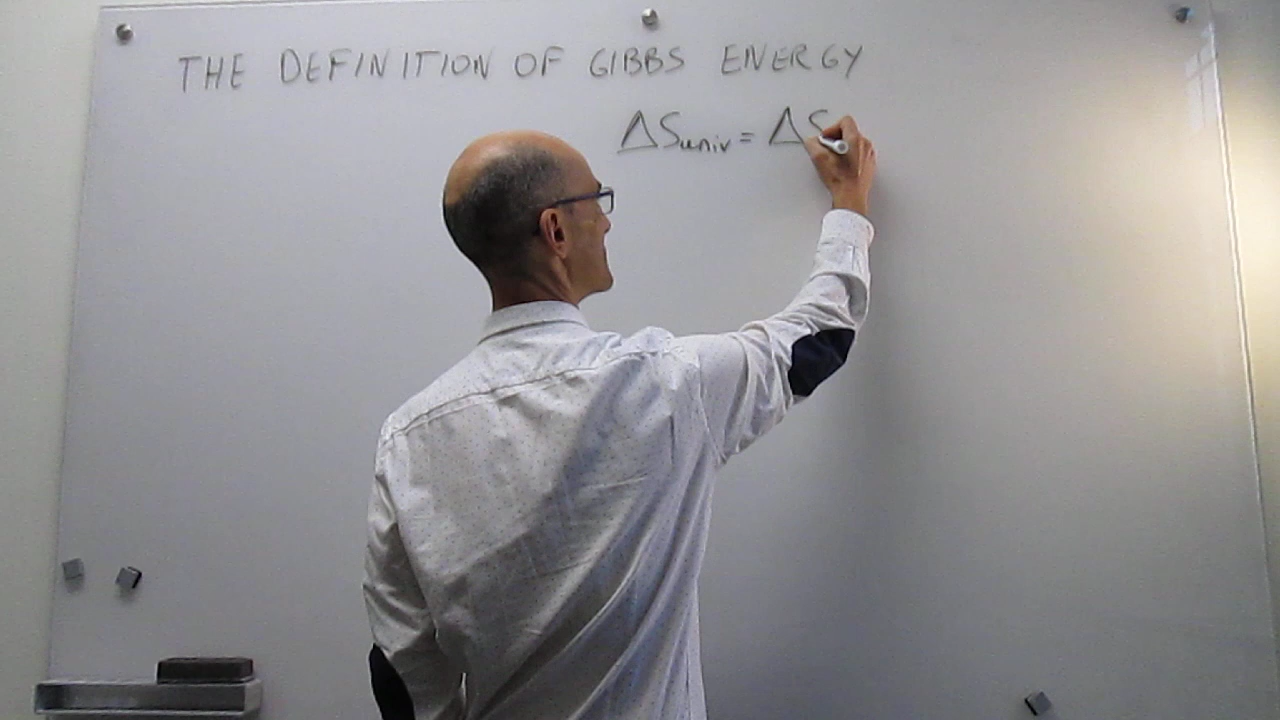 THE DEFINITION OF GIBBS ENERGY
ΔSuniv = ΔS